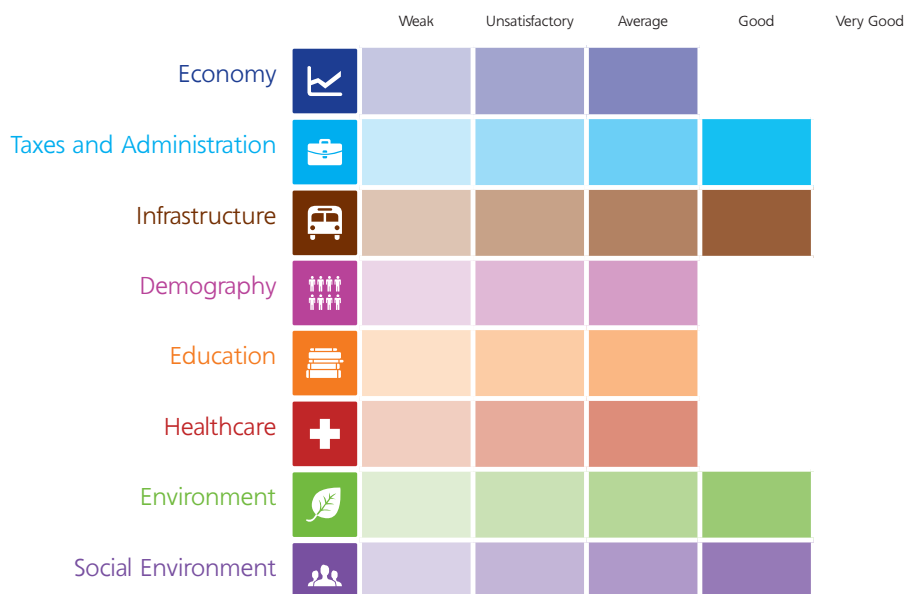 Weak Unsatisfactory Average Good Very Good
Economy
Taxes and Administration
Infrastructure
Demography
Education
Healthcare
Environment
Social Environment